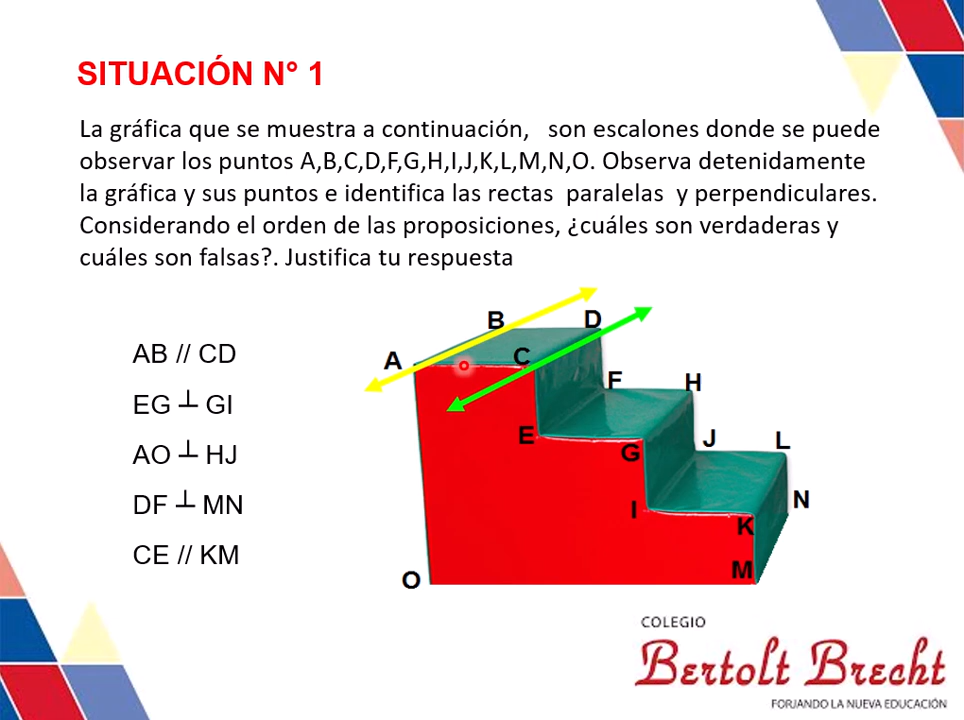 SITUACIÓN N° 1
La gráfica que se muestra a continuación, son escalones donde se puede
observar los puntos A,B,C,D,F,G,H,I,J,K,L,M,N,O. Observa detenidamente
la gráfica y sus puntos e identifica las rectas paralelas y perpendiculares.
Considerando el orden de las proposiciones, ¿cuáles son verdaderas y
cuáles son falsas?. Justifica tu respuesta
AB // CD
EG ┴ GI
AO ┴ HJ
DF ┴ MN
CE // KM
B
D
A
C
F
H
E
G
J
L
I
K
N
M
O
COLEGIO
Bertolt Brecht
FORJANDO LA NUEVA EDUCACIÓN